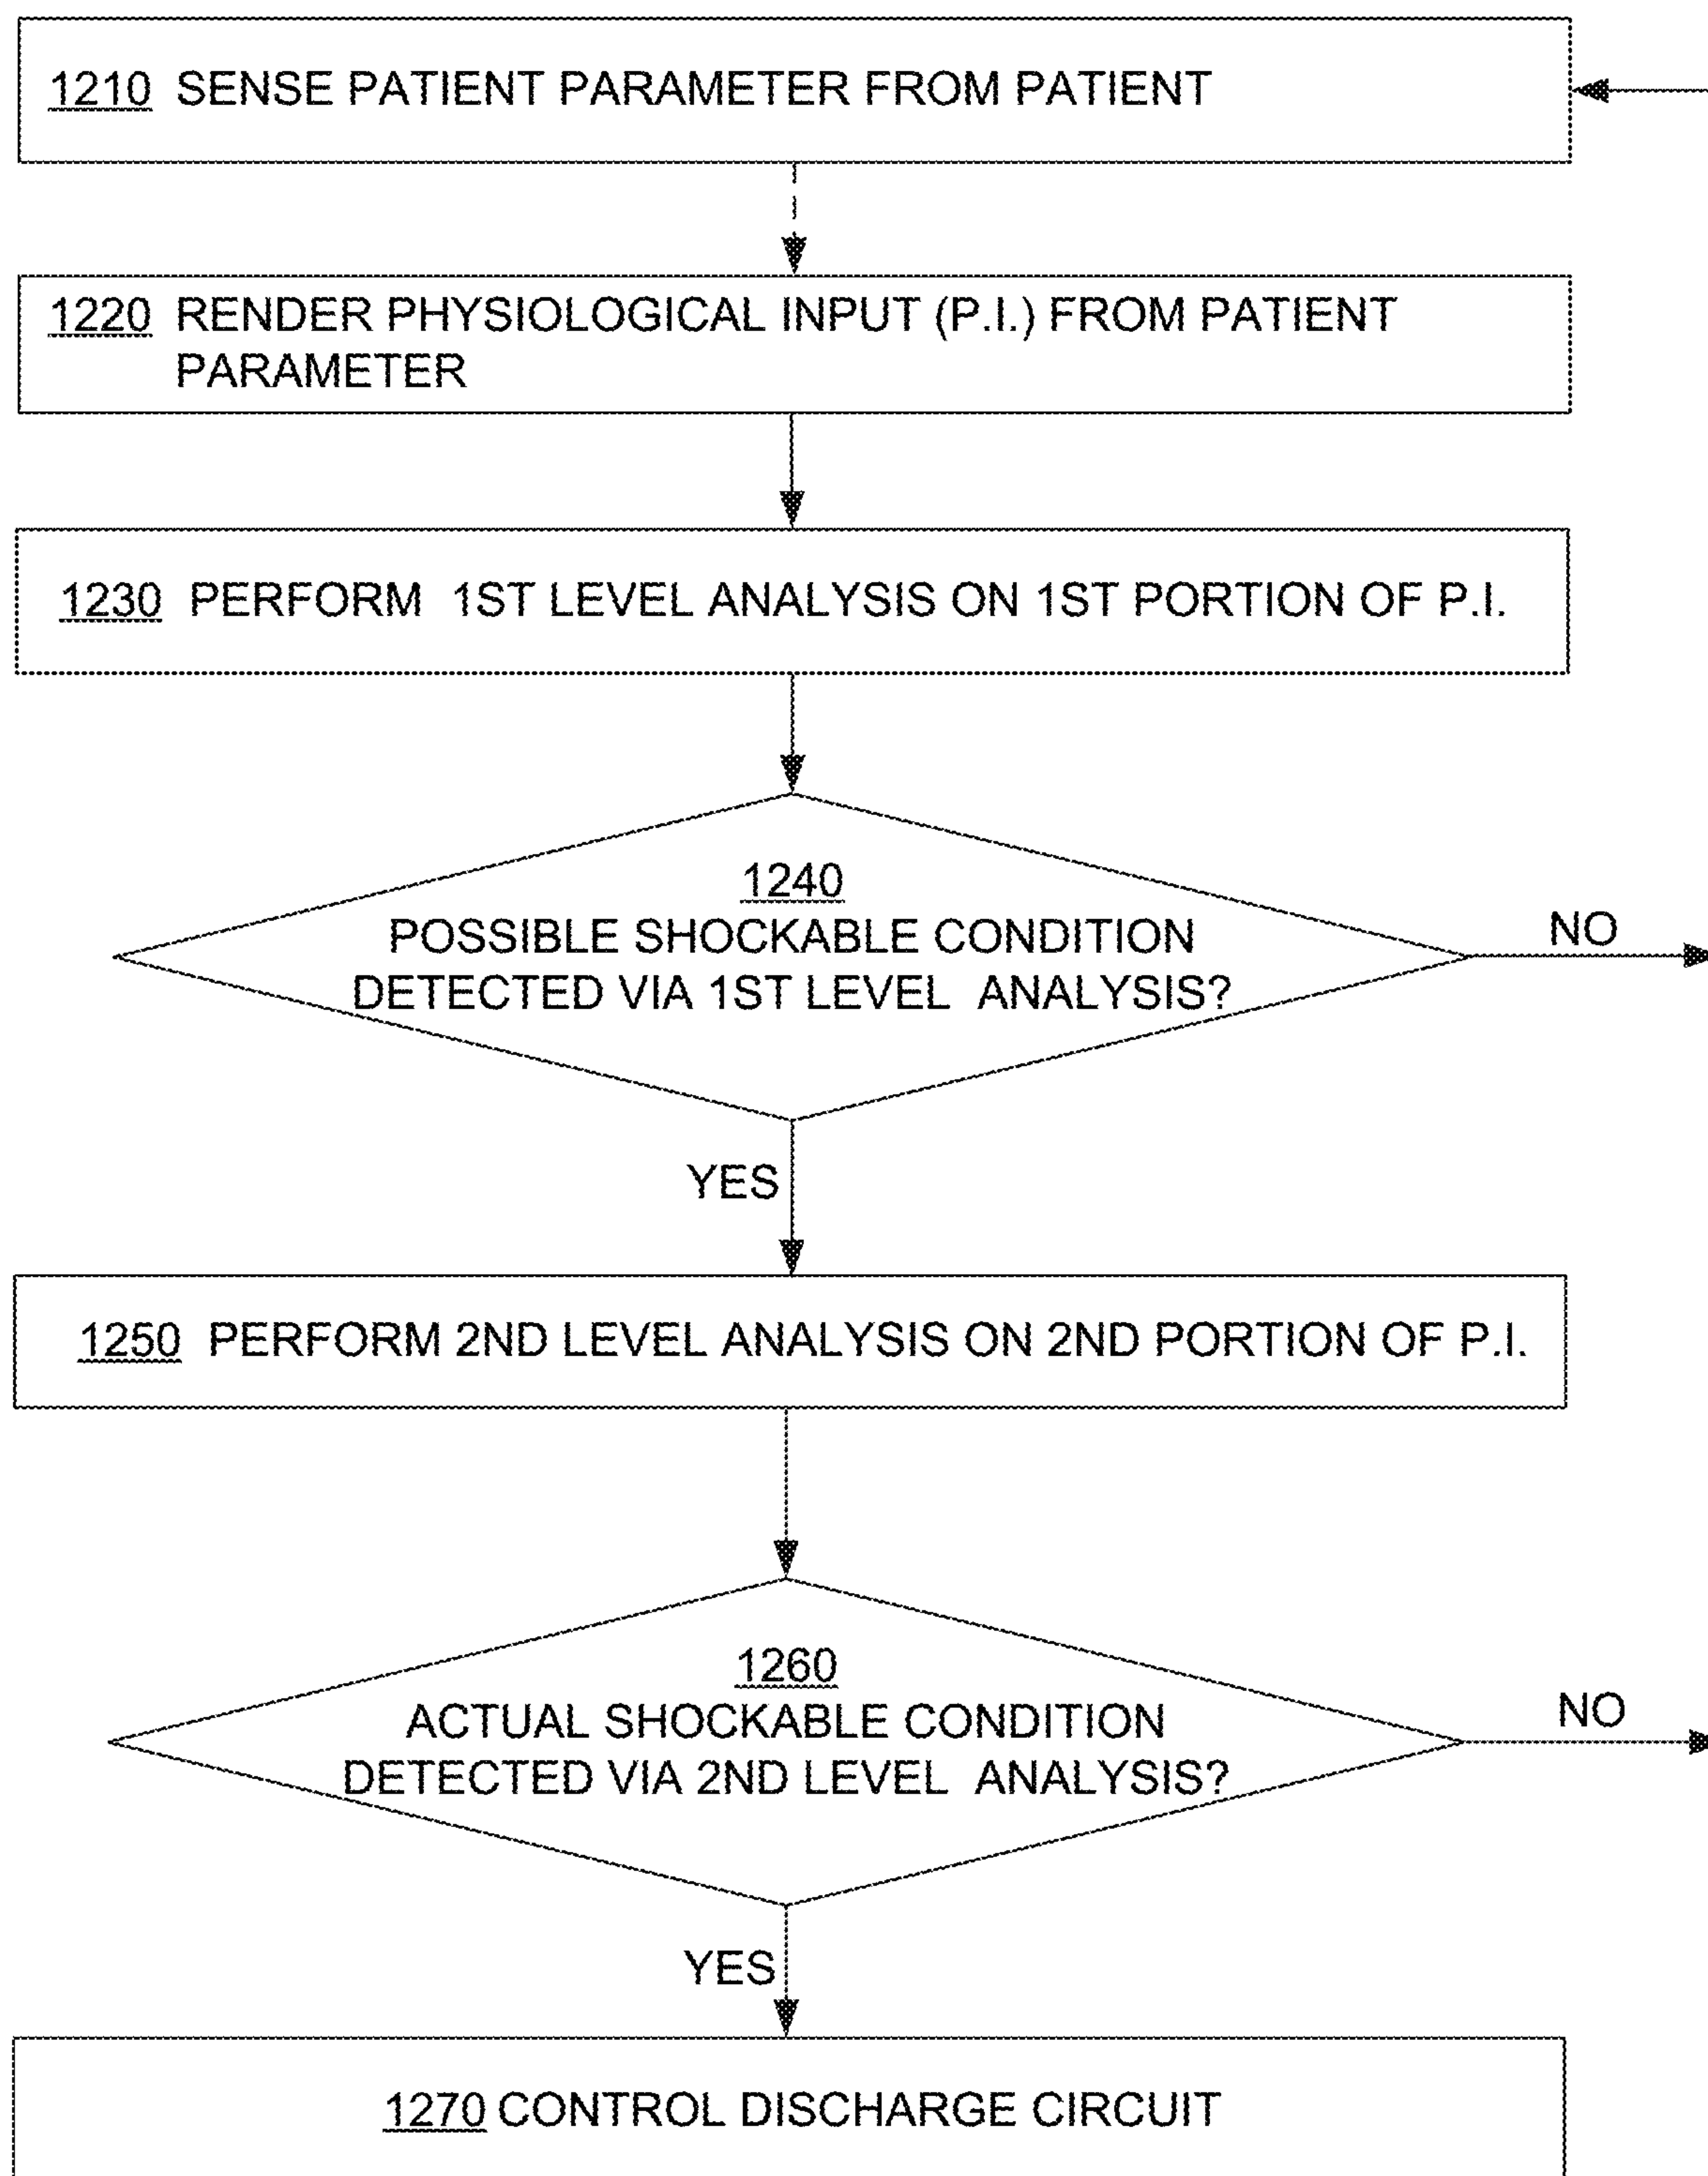 1210 SENSE PATIENT PARAMETER FROM PATIENT
1220 RENDER PHYSIOLOGICAL INPUT (P.I.) FROM PATIENT
PARAMETER
1230 PERFORM 1ST LEVEL ANALYSIS ON 1ST PORTION OF P.I.
1240
POSSIBLE SHOCKABLE CONDITION
DETECTED VIA 1ST LEVEL ANALYSIS?
NO
YES
1250 PERFORM 2ND LEVEL ANALYSIS ON 2ND PORTION OF P.I.
1260
ACTUAL SHOCKABLE CONDITION
DETECTED VIA 2ND LEVEL ANALYSIS?
NO
YES
1270 CONTROL DISCHARGE CIRCUIT